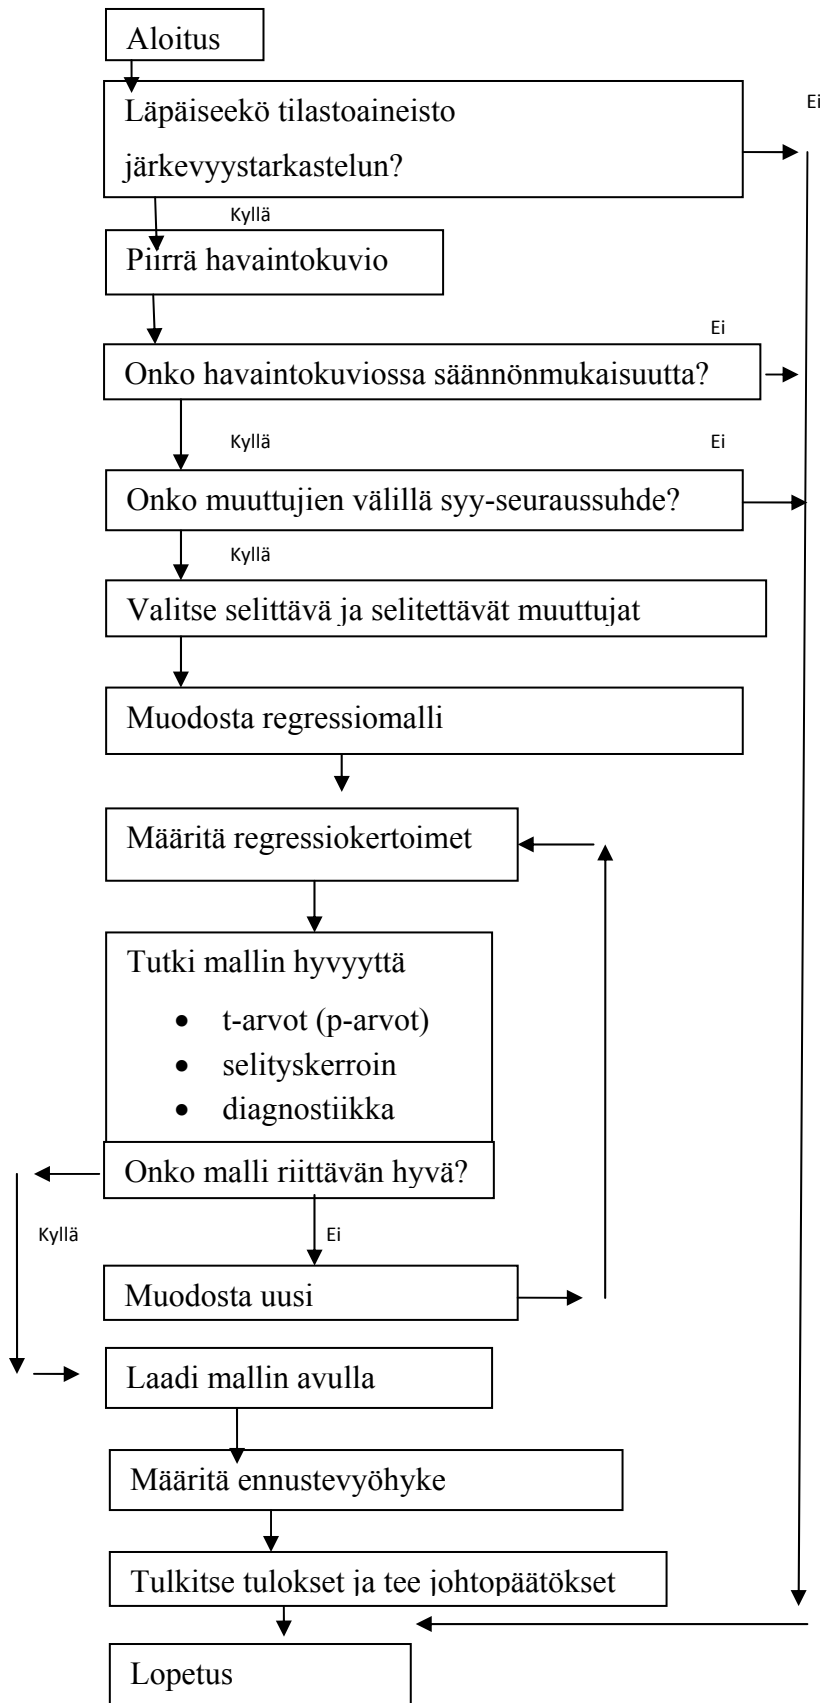 Aloitus
Läpäiseekö tilastoaineisto
järkevyystarkastelun?
Ei
Kyllä
Piirrä havaintokuvio
Ei
Onko havaintokuviossa säännönmukaisuutta?
Kyllä
Ei
Onko muuttujien välillä syy-seuraussuhde?
Kyllä
Valitse selittävä ja selitettävät muuttujat
Muodosta regressiomalli
Määritä regressiokertoimet
Tutki mallin hyvyyttä
• t-arvot (p-arvot)
• selityskerroin
• diagnostiikka
Onko malli riittävän hyvä?
Kyllä
Ei
Muodosta uusi
Laadi mallin avulla
Määritä ennustevyöhyke
Tulkitse tulokset ja tee johtopäätökset
Lopetus